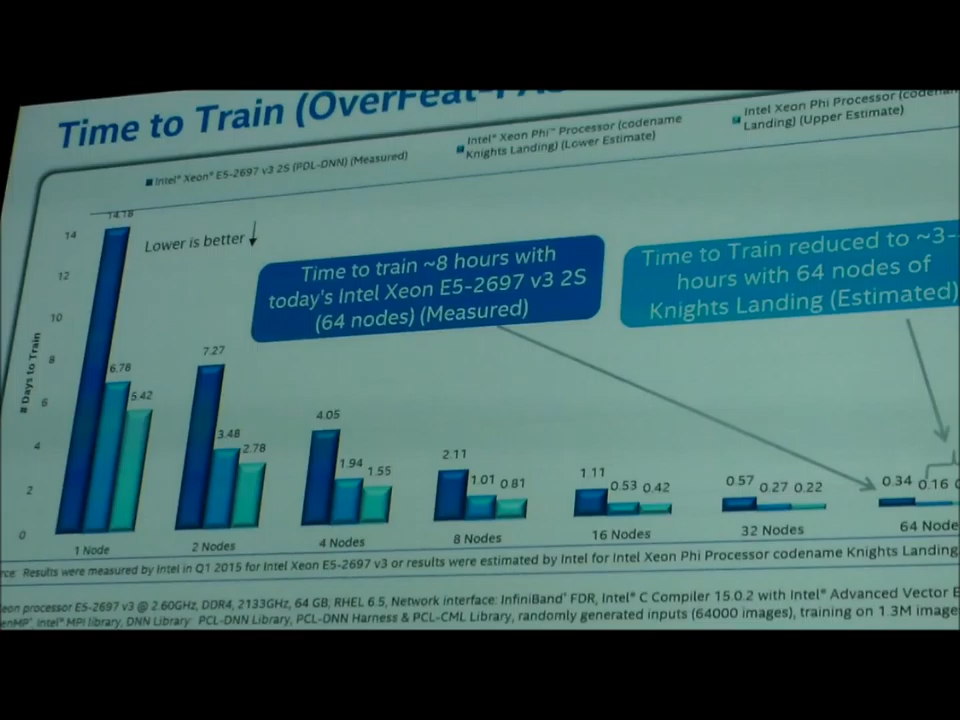 Time to Train (OverFeat-
Intel® Xeon® E5-2697 v3 2S (PDL-DNN) (Measured)
Intel® Xeon Phi™ Processor (codename
Knights Landing) (Lower Estimate)
Intel Xeon Phi Processor (codenam
Landing) (Upper Estimate)
Lower is better
Time to train ~8 hours with
today's Intel Xeon E5-2697 v3 2S
(64 nodes) (Measured)
Time to Train reduced to ~3-
hours with 64 nodes of
Knights Landing (Estimated)
# Days to Train
14
12
10
8
6
4
2
0
14.18 6.78 5.42
7.27 3.48 2.78
4.05 1.94 1.55
2.11 1.01 0.81
1.11 0.53 0.42
0.57 0.27 0.22
0.34 0.16
1 Node 2 Nodes 4 Nodes 8 Nodes 16 Nodes 32 Nodes 64 Node
rce: Results were measured by Intel in Q1 2015 for Intel Xeon E5-2697 v3 or results were estimated by Intel for Intel Xeon Phi Processor codename Knights Landing
eon processor E5-2697 v3 @ 2.60GHz, DDR4, 2133GHz, 64 GB, RHEL 6.5, Network interface: InfiniBand* FDR, Intel® C Compiler 15.0.2 with Intel® Advanced Vector E
enMP*, Intel® MPI library, DNN Library: PCL-DNN Library, PCL-DNN Harness & PCL-CML Library, randomly generated inputs (64000 images), training on 1.3M image